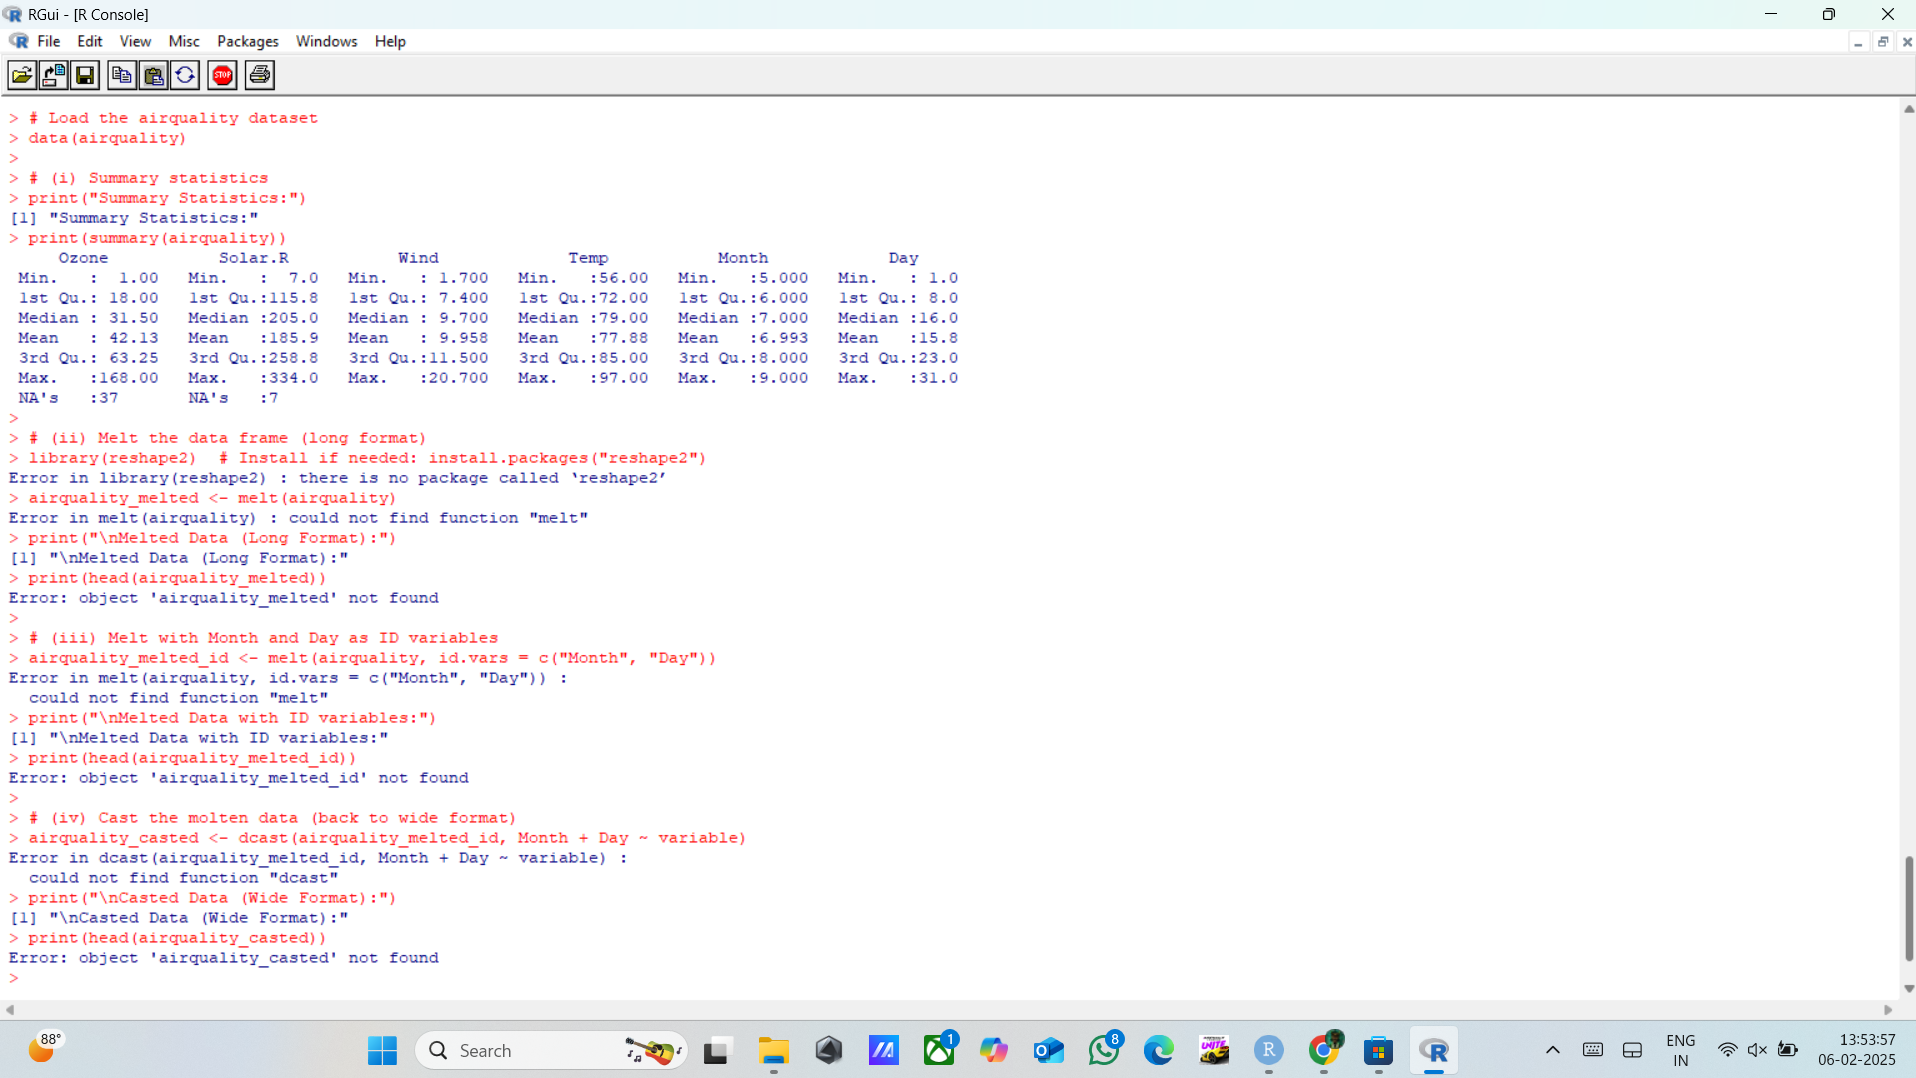 RGui - [R Console]
File Edit View Misc Packages Windows Help
STOP
> # Load the airquality dataset
> data(airquality)
>
> # (i) Summary statistics
> print("Summary Statistics:")
[1] "Summary Statistics:"
> print(summary(airquality))
     Ozone           Solar.R           Wind             Temp           Month            Day
 Min.   :  1.00   Min.   :  7.0   Min.   : 1.700   Min.   :56.00   Min.   :5.000   Min.   : 1.0
 1st Qu.: 18.00   1st Qu.:115.8   1st Qu.: 7.400   1st Qu.:72.00   1st Qu.:6.000   1st Qu.: 8.0
 Median : 31.50   Median :205.0   Median : 9.700   Median :79.00   Median :7.000   Median :16.0
 Mean   : 42.13   Mean   :185.9   Mean   : 9.958   Mean   :77.88   Mean   :6.993   Mean   :15.8
 3rd Qu.: 63.25   3rd Qu.:258.8   3rd Qu.:11.500   3rd Qu.:85.00   3rd Qu.:8.000   3rd Qu.:23.0
 Max.   :168.00   Max.   :334.0   Max.   :20.700   Max.   :97.00   Max.   :9.000   Max.   :31.0
 NA's   :37       NA's   :7
>
> # (ii) Melt the data frame (long format)
> library(reshape2)  # Install if needed: install.packages("reshape2")
Error in library(reshape2) : there is no package called ‘reshape2’
> airquality_melted <- melt(airquality)
Error in melt(airquality) : could not find function "melt"
> print("\nMelted Data (Long Format):")
[1] "\nMelted Data (Long Format):"
> print(head(airquality_melted))
Error: object 'airquality_melted' not found
>
> # (iii) Melt with Month and Day as ID variables
> airquality_melted_id <- melt(airquality, id.vars = c("Month", "Day"))
Error in melt(airquality, id.vars = c("Month", "Day")) :
  could not find function "melt"
> print("\nMelted Data with ID variables:")
[1] "\nMelted Data with ID variables:"
> print(head(airquality_melted_id))
Error: object 'airquality_melted_id' not found
>
> # (iv) Cast the molten data (back to wide format)
> airquality_casted <- dcast(airquality_melted_id, Month + Day ~ variable)
Error in dcast(airquality_melted_id, Month + Day ~ variable) :
  could not find function "dcast"
> print("\nCasted Data (Wide Format):")
[1] "\nCasted Data (Wide Format):"
> print(head(airquality_casted))
Error: object 'airquality_casted' not found
>
88°
Search
1
8
ENG
IN
13:53:57
06-02-2025